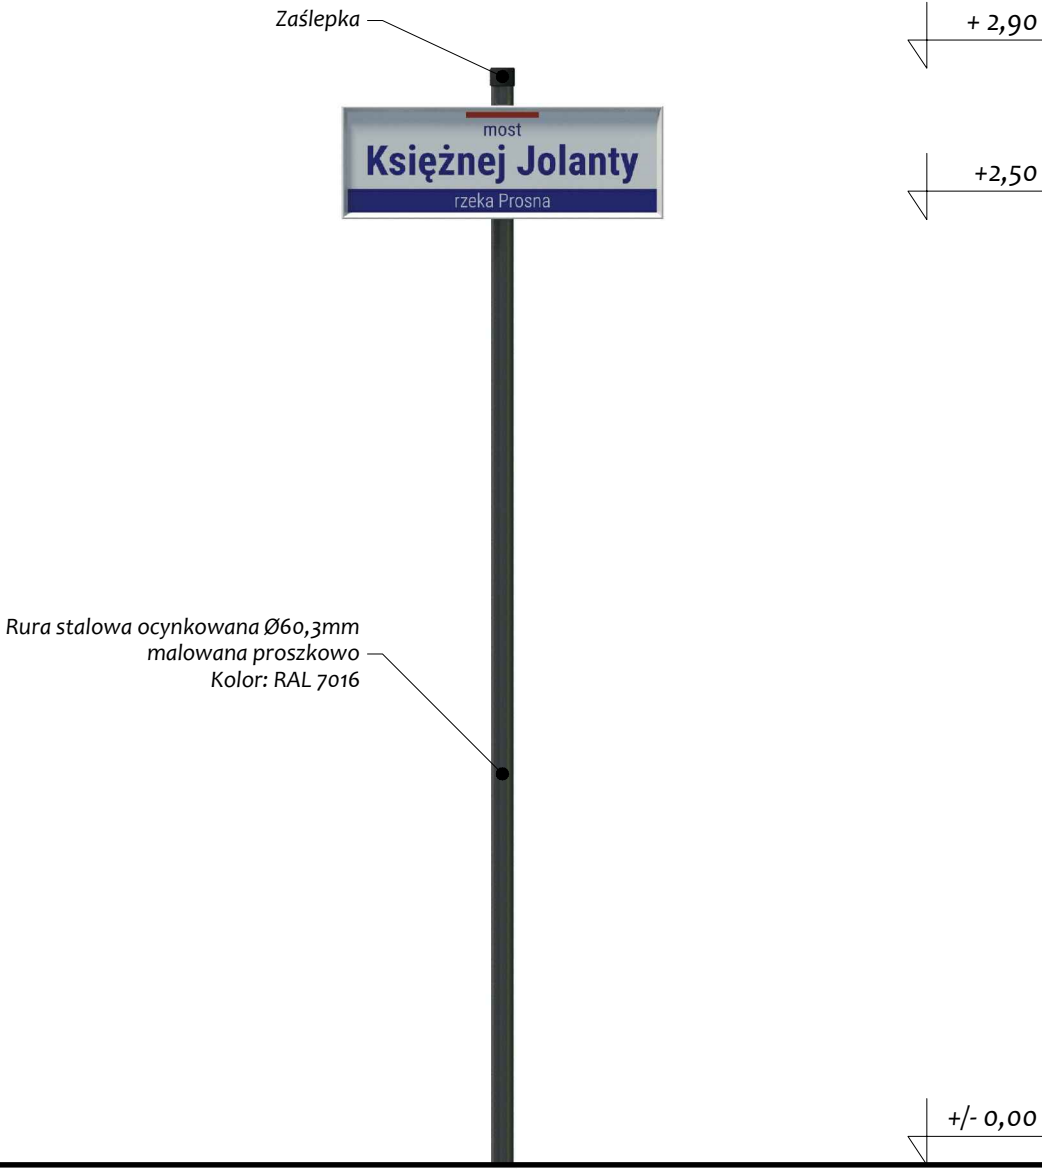 Zaślepka
+ 2,90
most
Księżnej Jolanty
rzeka Prosna
+2,50
Rura stalowa ocynkowana Ø60,3mm
malowana proszkowo
Kolor: RAL 7016
+/- 0,00